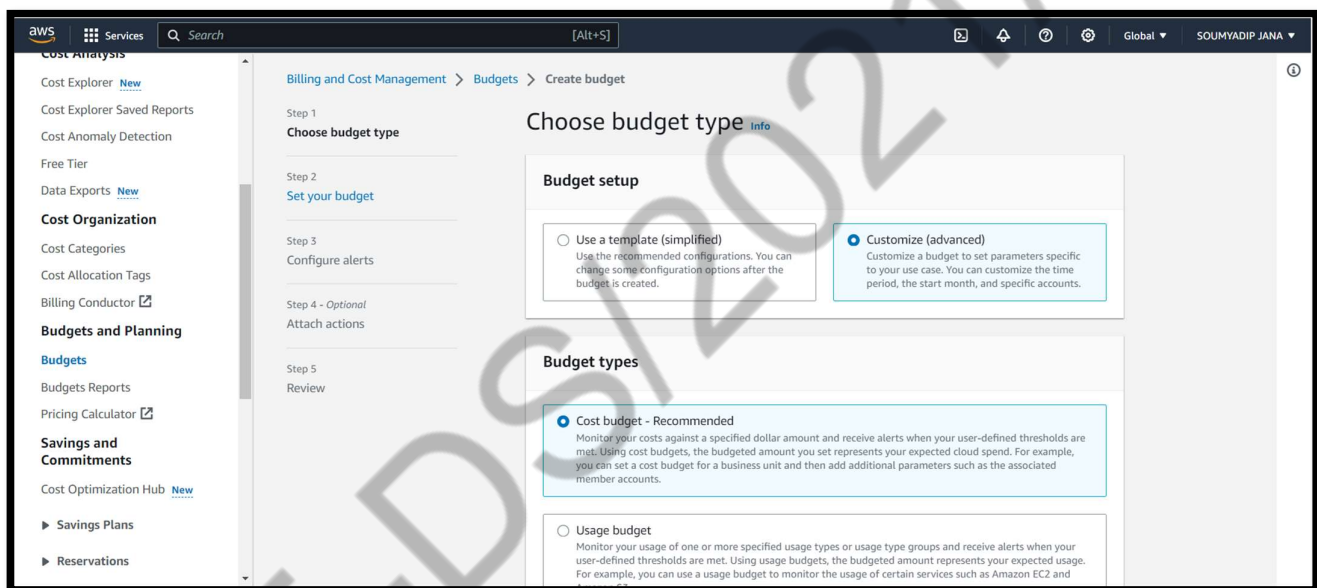 aws
Services
Search
[Alt+S]
Global
SOUMYADIP JANA
Cost Analysis
Cost Explorer New
Cost Explorer Saved Reports
Cost Anomaly Detection
Free Tier
Data Exports New
Cost Organization
Cost Categories
Cost Allocation Tags
Billing Conductor
Budgets and Planning
Budgets
Budgets Reports
Pricing Calculator
Savings and
Commitments
Cost Optimization Hub New
Savings Plans
Reservations
Billing and Cost Management > Budgets > Create budget
Step 1
Choose budget type
Step 2
Set your budget
Step 3
Configure alerts
Step 4 - Optional
Attach actions
Step 5
Review
Choose budget type Info
Budget setup
Use a template (simplified)
Use the recommended configurations. You can
change some configuration options after the
budget is created.
Customize (advanced)
Customize a budget to set parameters specific
to your use case. You can customize the time
period, the start month, and specific accounts.
Budget types
Cost budget - Recommended
Monitor your costs against a specified dollar amount and receive alerts when your user-defined thresholds are
met. Using cost budgets, the budgeted amount you set represents your expected cloud spend. For example,
you can set a cost budget for a business unit and then add additional parameters such as the associated
member accounts.
Usage budget
Monitor your usage of one or more specified usage types or usage type groups and receive alerts when your
user-defined thresholds are met. Using usage budgets, the budgeted amount represents your expected usage.
For example, you can use a usage budget to monitor the usage of certain services such as Amazon EC2 and
DS/202